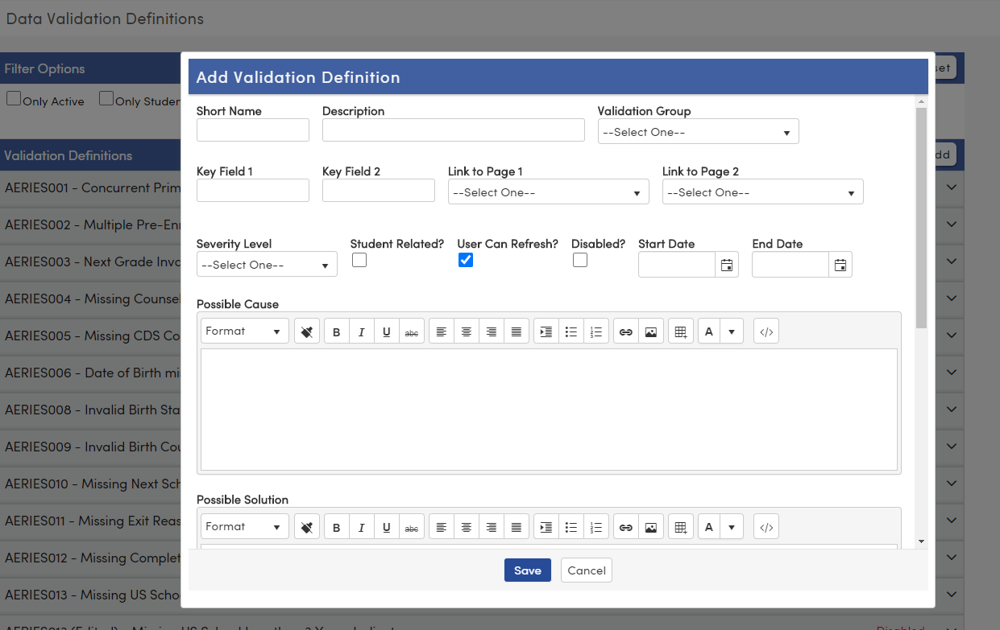 Data Validation Definitions
Filter Options
set
Only Active Only Studen
Validation Definitions
dd
AERIES001 - Concurrent Prim
AERIES002 - Multiple Pre-Enr
AERIES003 - Next Grade Inva
AERIES004 - Missing Counsel
AERIES005 - Missing CDS Co
AERIES006 - Date of Birth mi
AERIES008 - Invalid Birth Sta
AERIES009 - Invalid Birth Cou
AERIES010 - Missing Next Sch
AERIES011 - Missing Exit Reas
AERIES012 - Missing Complet
AERIES013 - Missing US Schoo
Disabled
Add Validation Definition
Short Name Description Validation Group
--Select One--
Key Field 1 Key Field 2 Link to Page 1 Link to Page 2
--Select One-- --Select One--
Severity Level Student Related? User Can Refresh? Disabled? Start Date End Date
--Select One--
Possible Cause
Format B I U abc A </>
Possible Solution
Format B I U abc A </>
Save Cancel